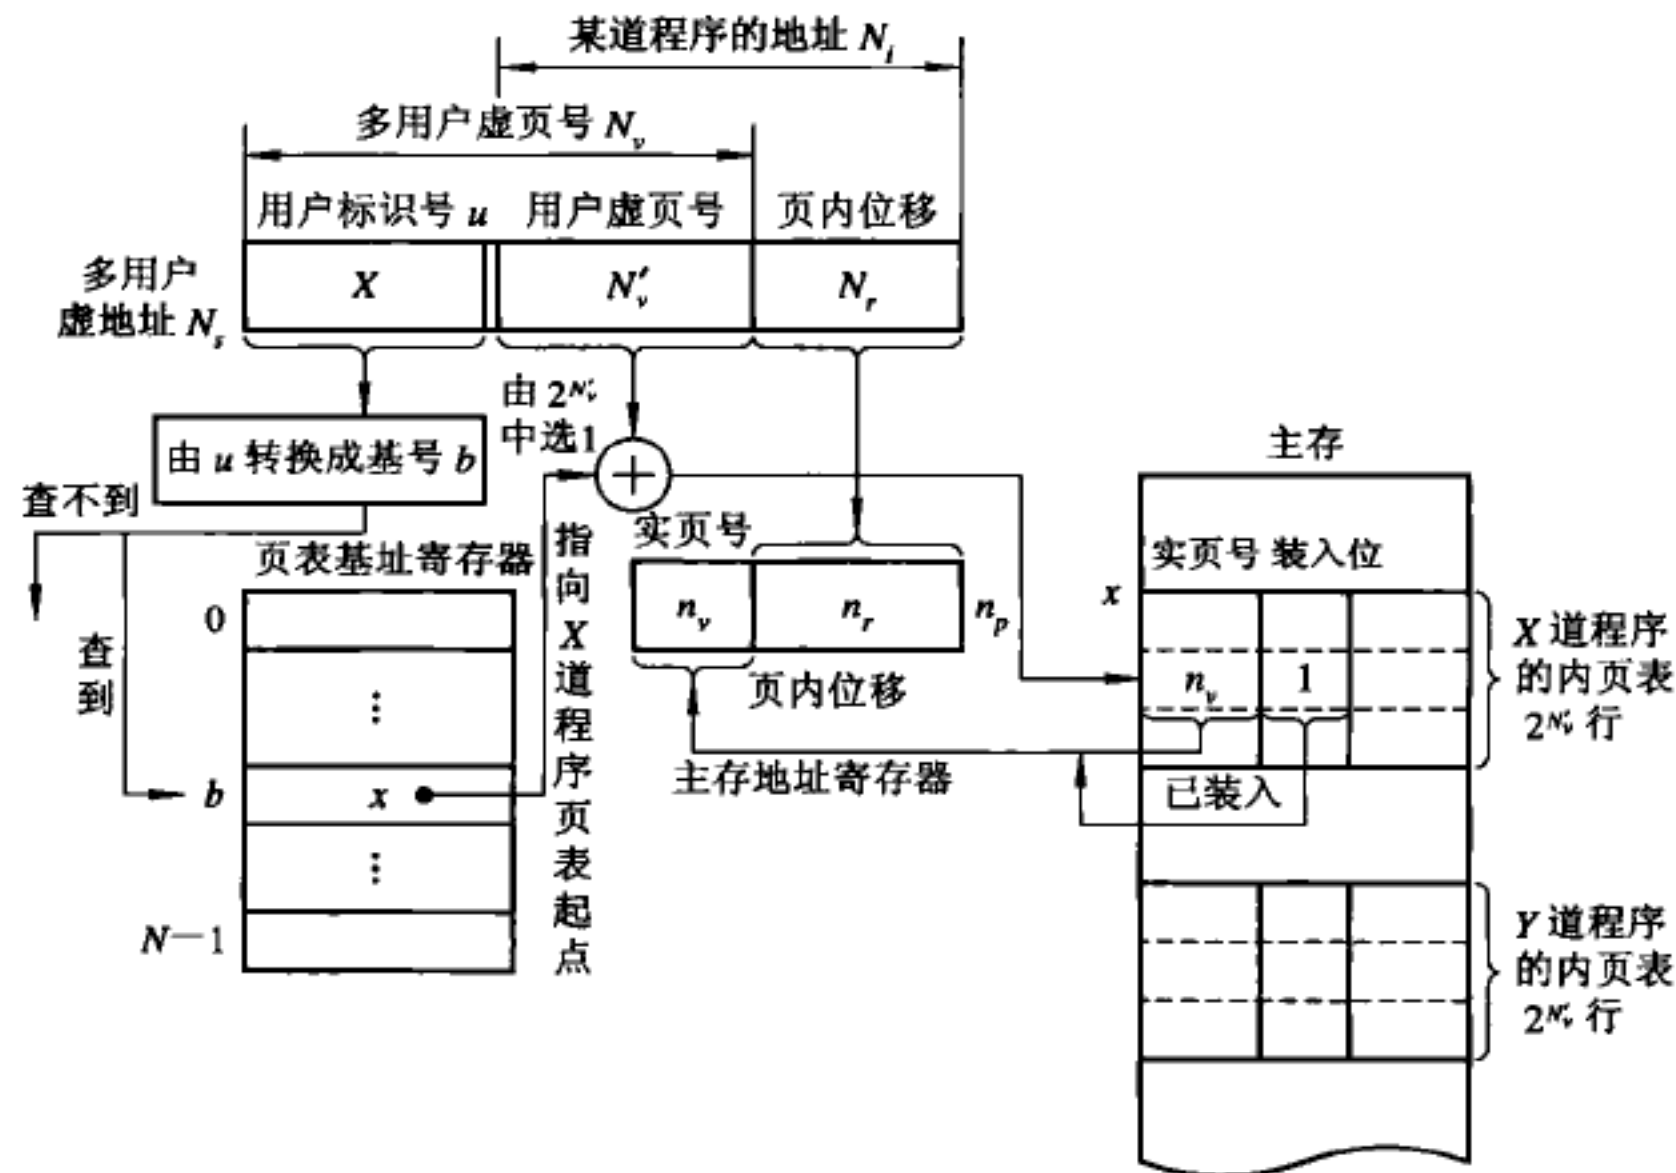 某道程序的地址 Nᵢ
多用户虚页号 Nᵥ
用户标识号 u 用户虚页号 页内位移
多用户
虚地址 Nₛ
X N′ᵥ Nᵣ
由 2^N′ᵥ
中选1
由 u 转换成基号 b
查不到
查到
页表基址寄存器
0
⋮
b x
⋮
N−1
指向X道程序页表起点
实页号
nᵥ nᵣ nₚ
页内位移
主存地址寄存器
主存
实页号 装入位
x
nᵥ 1
已装入
X 道程序
的内页表
2^N′ᵥ 行
Y 道程序
的内页表
2^N′ᵥ 行